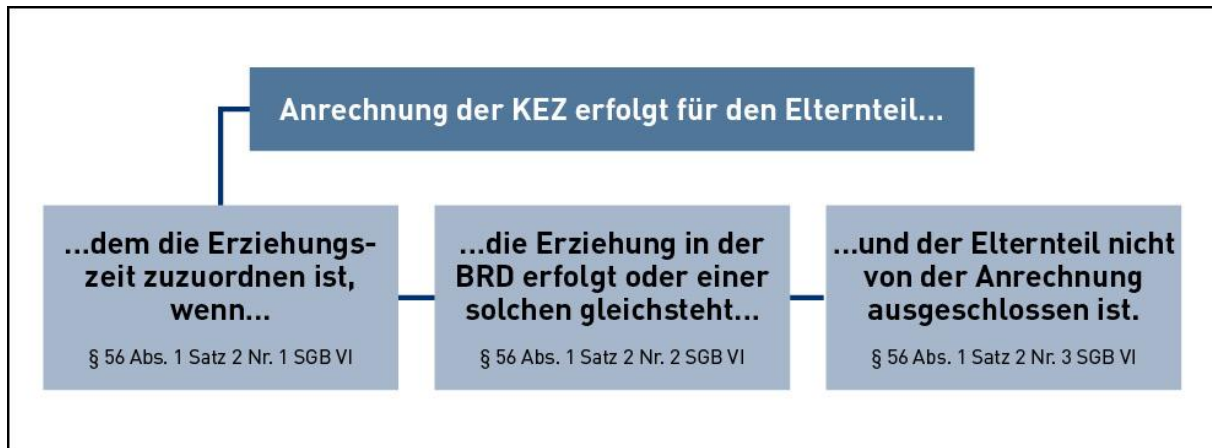 Anrechnung der KEZ erfolgt für den Elternteil...
...dem die Erziehungs-
zeit zuzuordnen ist,
wenn...
§ 56 Abs. 1 Satz 2 Nr. 1 SGB VI
...die Erziehung in der
BRD erfolgt oder einer
solchen gleichsteht...
§ 56 Abs. 1 Satz 2 Nr. 2 SGB VI
...und der Elternteil nicht
von der Anrechnung
ausgeschlossen ist.
§ 56 Abs. 1 Satz 2 Nr. 3 SGB VI